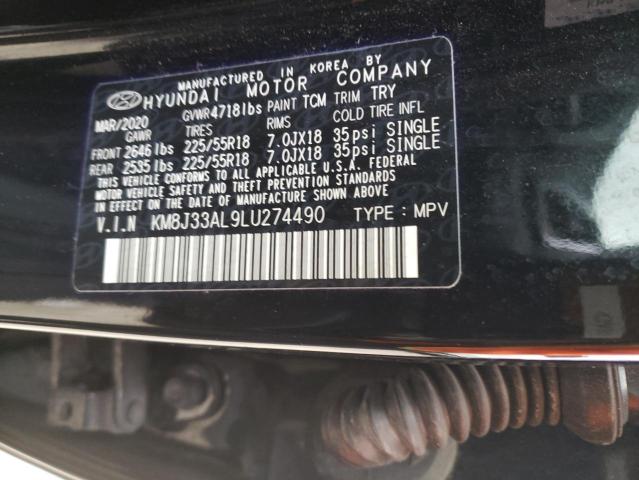 MANUFACTURED IN KOREA BY
HYUNDAI MOTOR COMPANY
MAR/2020 GVWR 4718lbs PAINT TCM TRIM TRY
GAWR TIRES RIMS COLD TIRE INFL
FRONT 2646 lbs 225/55R18 7.0JX18 35psi SINGLE
REAR 2535 lbs 225/55R18 7.0JX18 35psi SINGLE
THIS VEHICLE CONFORMS TO ALL APPLICABLE U.S.A. FEDERAL
MOTOR VEHICLE SAFETY, BUMPER, AND THEFT PREVENTION STANDARDS
IN EFFECT ON THE DATE OF MANUFACTURE SHOWN ABOVE.
V.I.N KM8J33AL9LU274490 TYPE : MPV